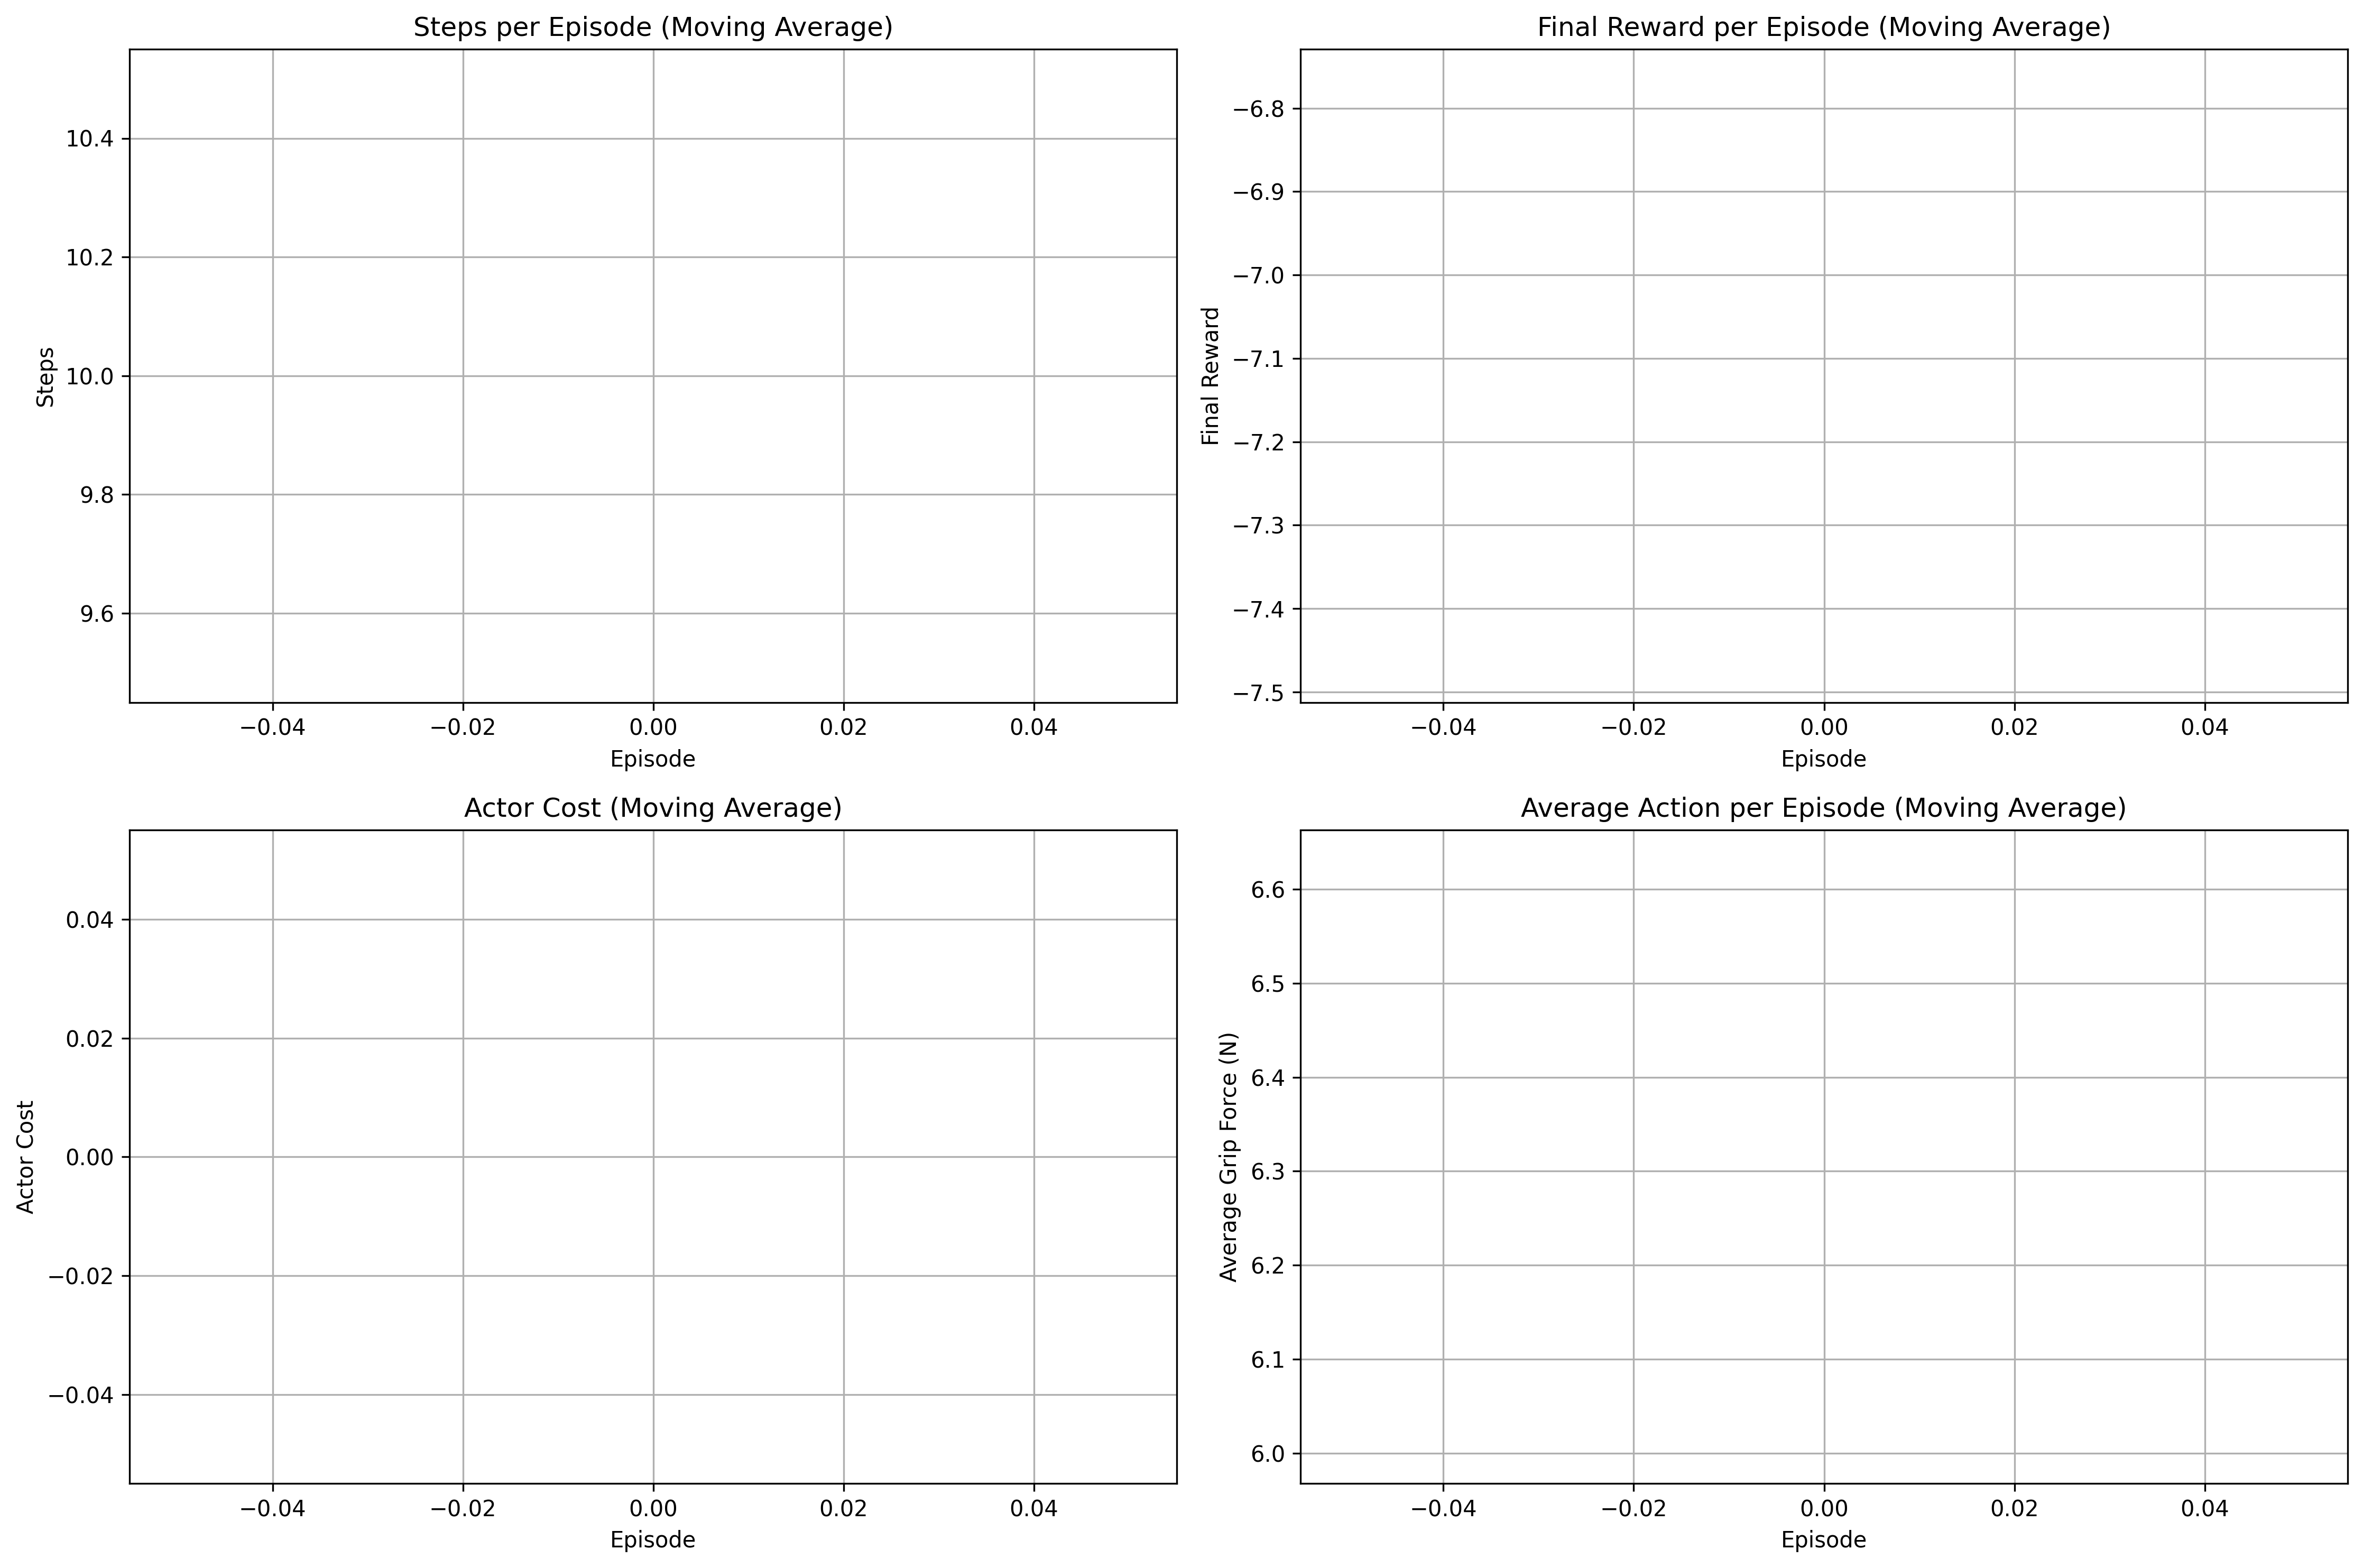 Steps per Episode (Moving Average)
Steps
10.4
10.2
10.0
9.8
9.6
−0.04 −0.02 0.00 0.02 0.04
Episode
Final Reward per Episode (Moving Average)
Final Reward
−6.8
−6.9
−7.0
−7.1
−7.2
−7.3
−7.4
−7.5
−0.04 −0.02 0.00 0.02 0.04
Episode
Actor Cost (Moving Average)
Actor Cost
0.04
0.02
0.00
−0.02
−0.04
−0.04 −0.02 0.00 0.02 0.04
Episode
Average Action per Episode (Moving Average)
Average Grip Force (N)
6.6
6.5
6.4
6.3
6.2
6.1
6.0
−0.04 −0.02 0.00 0.02 0.04
Episode